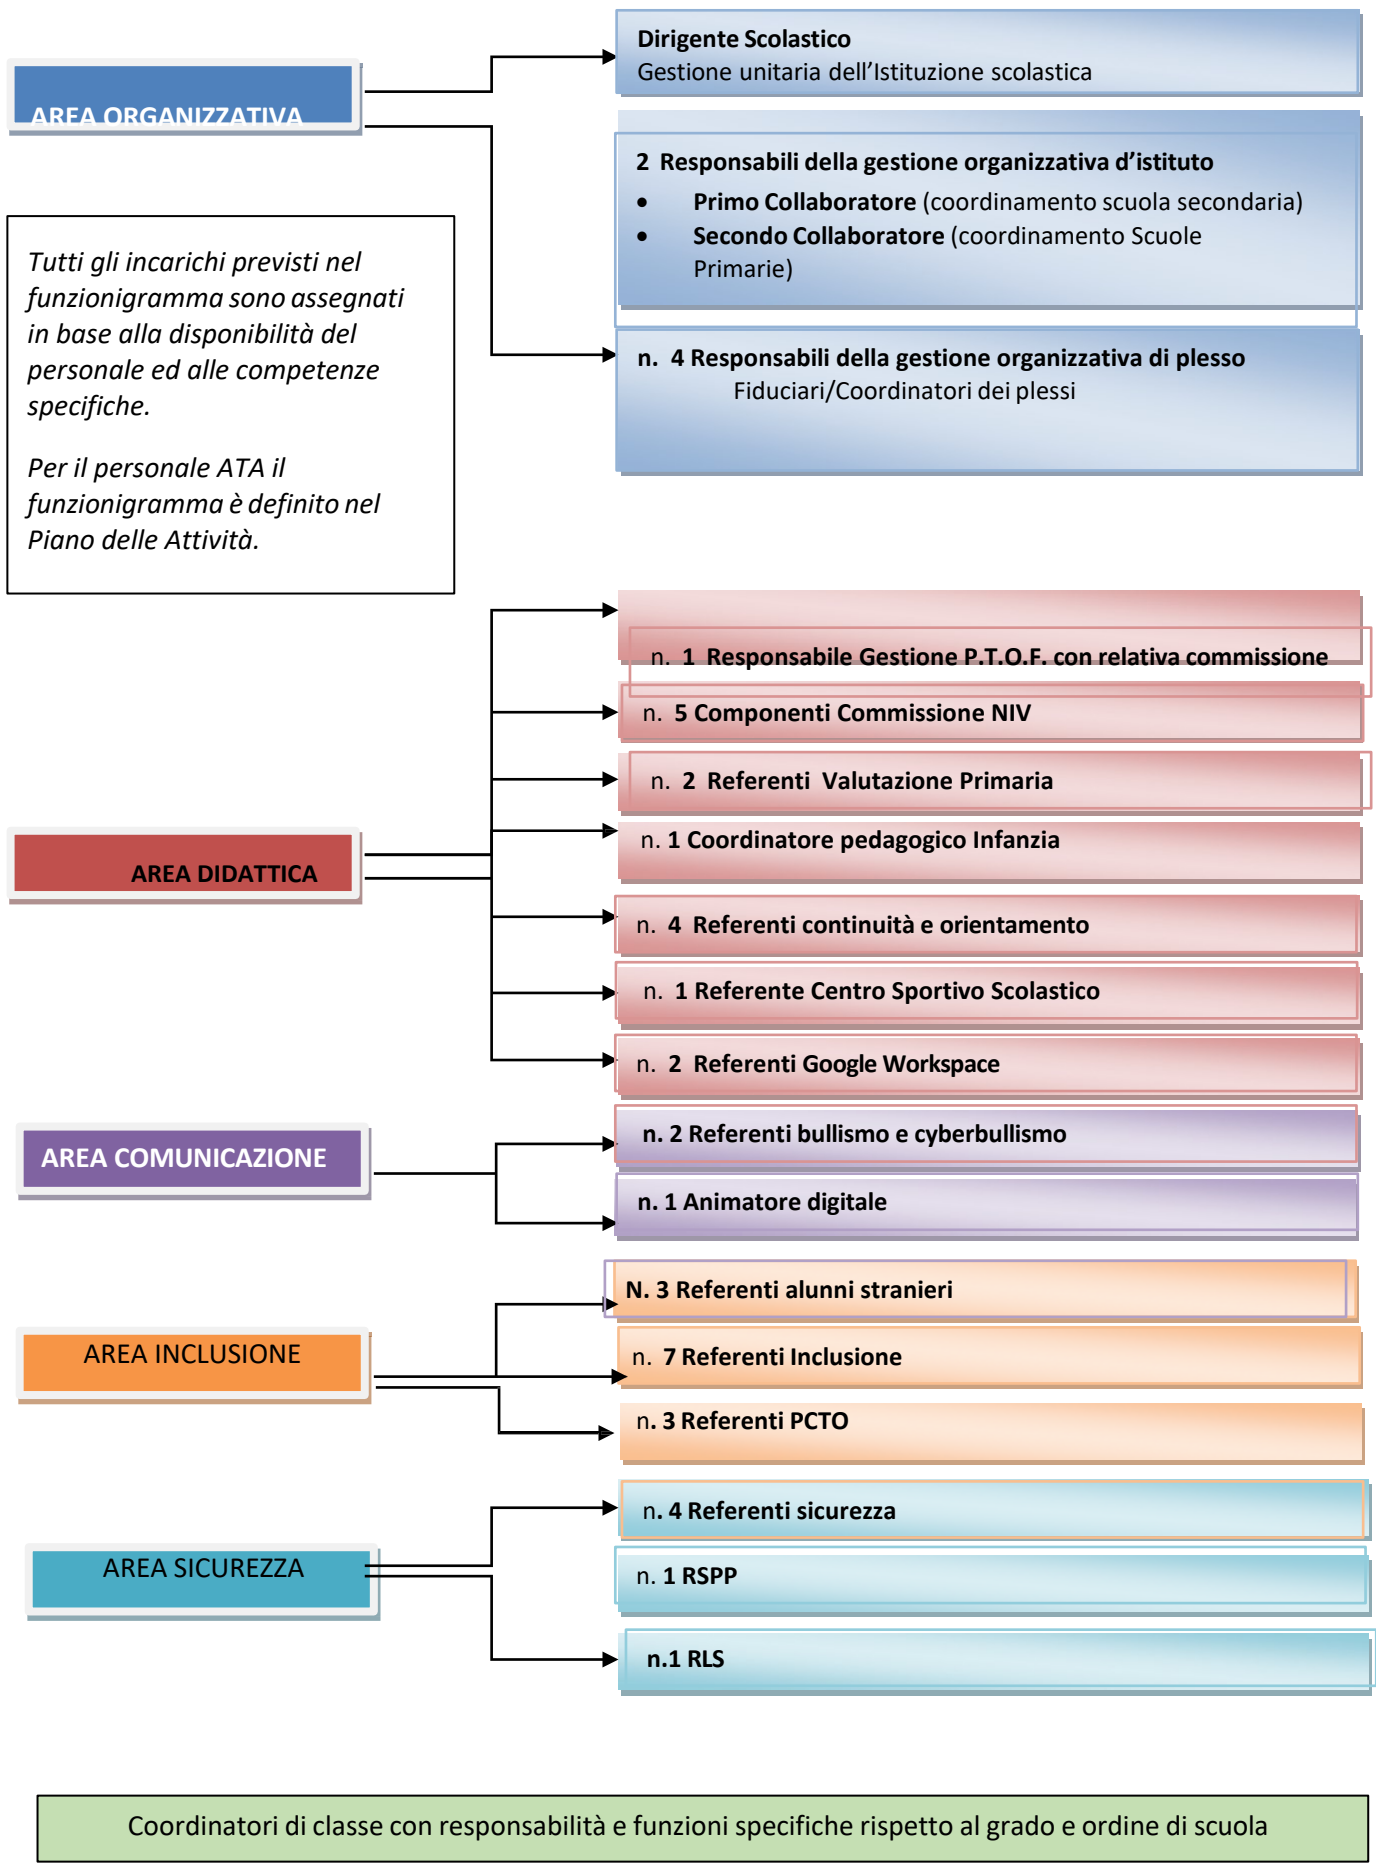 Dirigente Scolastico
Gestione unitaria dell'Istituzione scolastica
AREA ORGANIZZATIVA
2 Responsabili della gestione organizzativa d'istituto
• Primo Collaboratore (coordinamento scuola secondaria)
• Secondo Collaboratore (coordinamento Scuole
Primarie)
Tutti gli incarichi previsti nel
funzionigramma sono assegnati
in base alla disponibilità del
personale ed alle competenze
specifiche.
Per il personale ATA il
funzionigramma è definito nel
Piano delle Attività.
n. 4 Responsabili della gestione organizzativa di plesso
Fiduciari/Coordinatori dei plessi
n. 1 Responsabile Gestione P.T.O.F. con relativa commissione
n. 5 Componenti Commissione NIV
n. 2 Referenti Valutazione Primaria
n. 1 Coordinatore pedagogico Infanzia
AREA DIDATTICA
n. 4 Referenti continuità e orientamento
n. 1 Referente Centro Sportivo Scolastico
n. 2 Referenti Google Workspace
n. 2 Referenti bullismo e cyberbullismo
AREA COMUNICAZIONE
n. 1 Animatore digitale
N. 3 Referenti alunni stranieri
AREA INCLUSIONE
n. 7 Referenti Inclusione
n. 3 Referenti PCTO
n. 4 Referenti sicurezza
AREA SICUREZZA
n. 1 RSPP
n.1 RLS
Coordinatori di classe con responsabilità e funzioni specifiche rispetto al grado e ordine di scuola